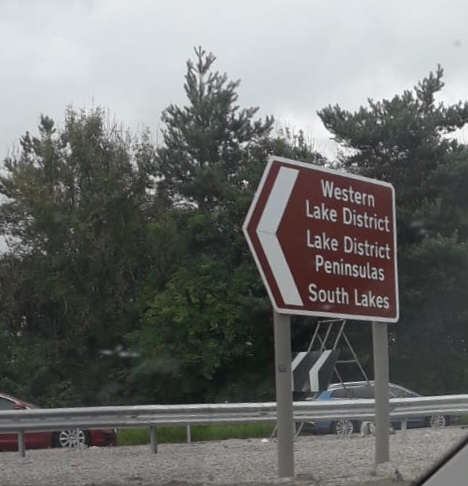 Western
Lake District
Lake District
Peninsulas
South Lakes